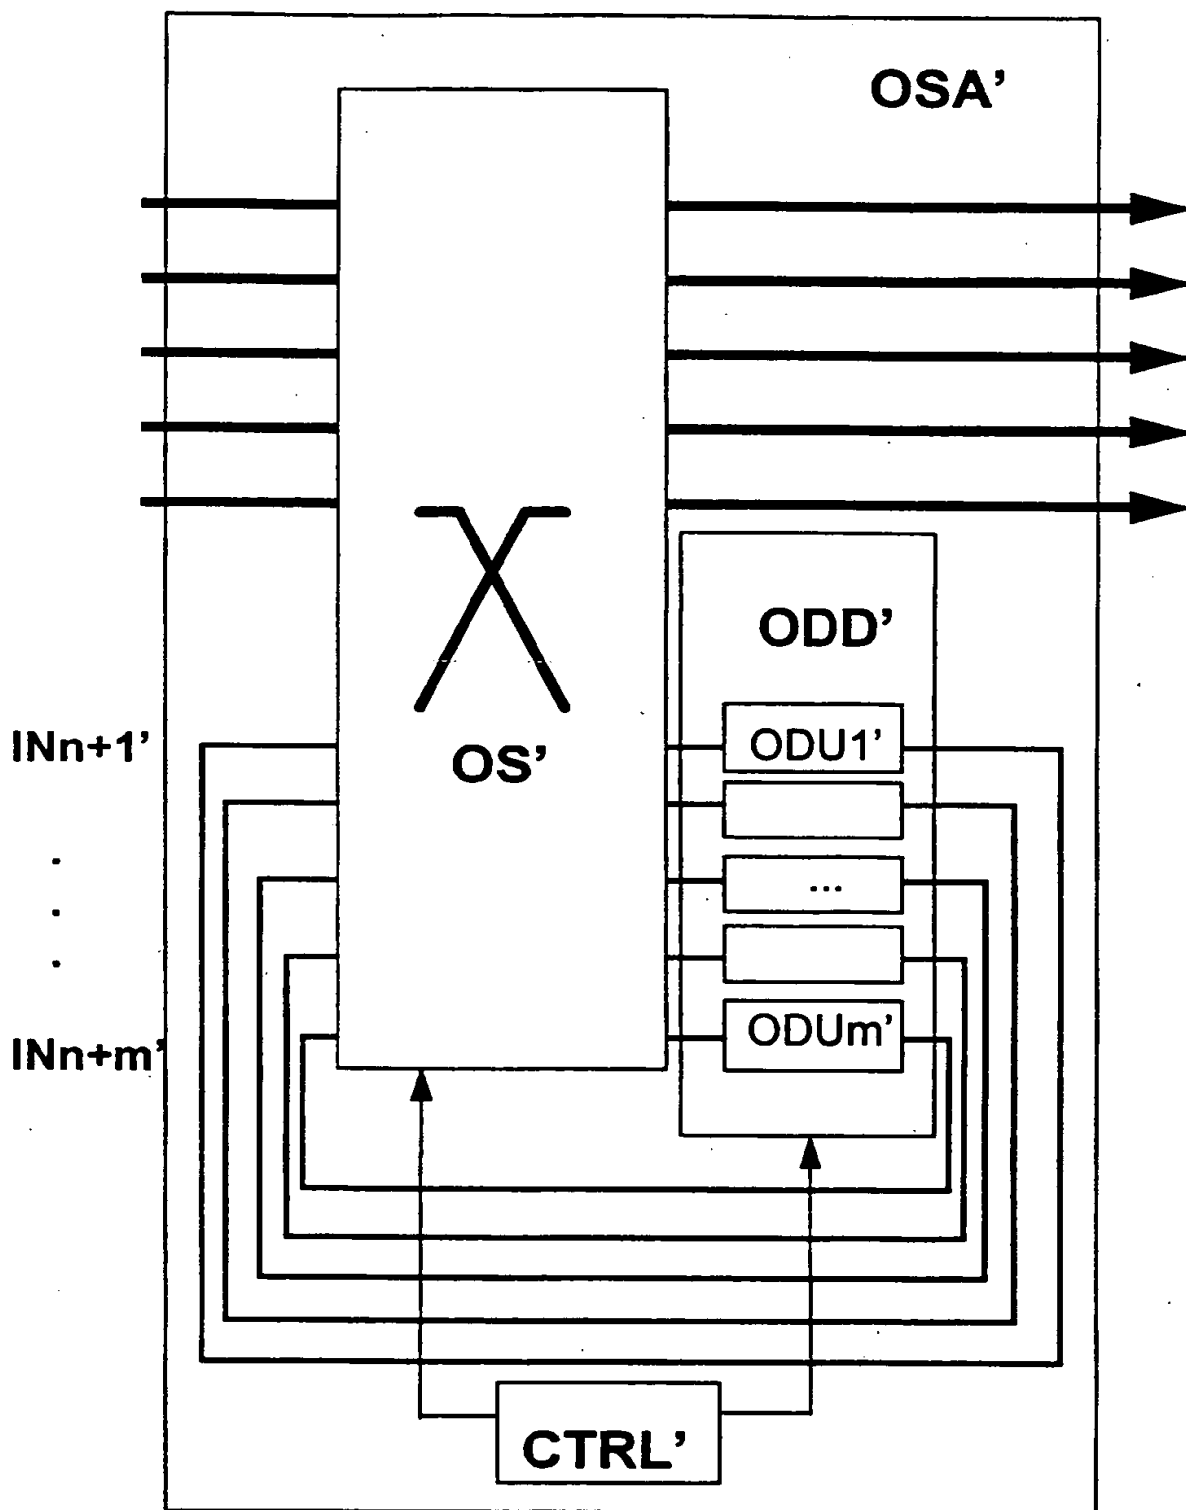 OSA’
ODD’
INn+1’
OS’
ODU1’
.
.
.
...
INn+m’
ODUm’
CTRL’